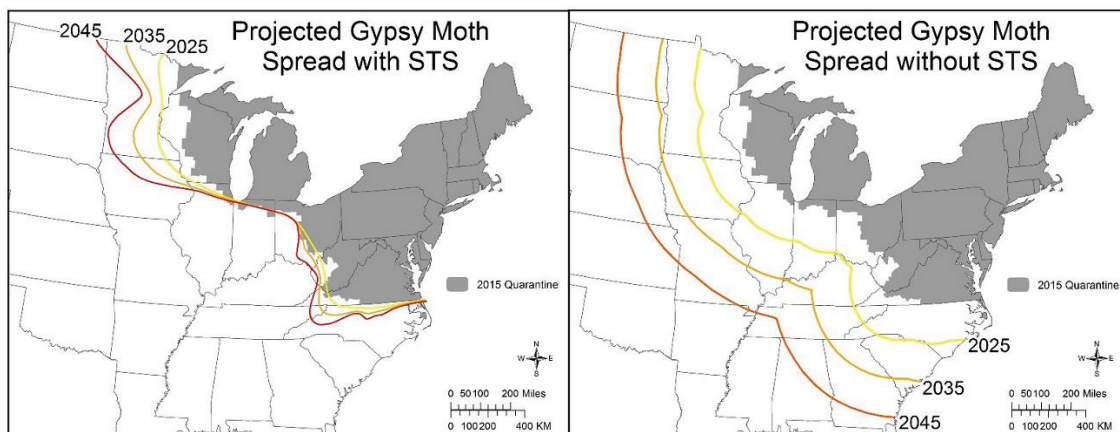 2045
2035
2025
Projected Gypsy Moth
Spread with STS
2015 Quarantine
N
W E
S
0 50 100 200 Miles
0 100 200 400 KM
Projected Gypsy Moth
Spread without STS
2015 Quarantine
2025
N
W E
S
2035
0 50 100 200 Miles
2045
0 100 200 400 KM